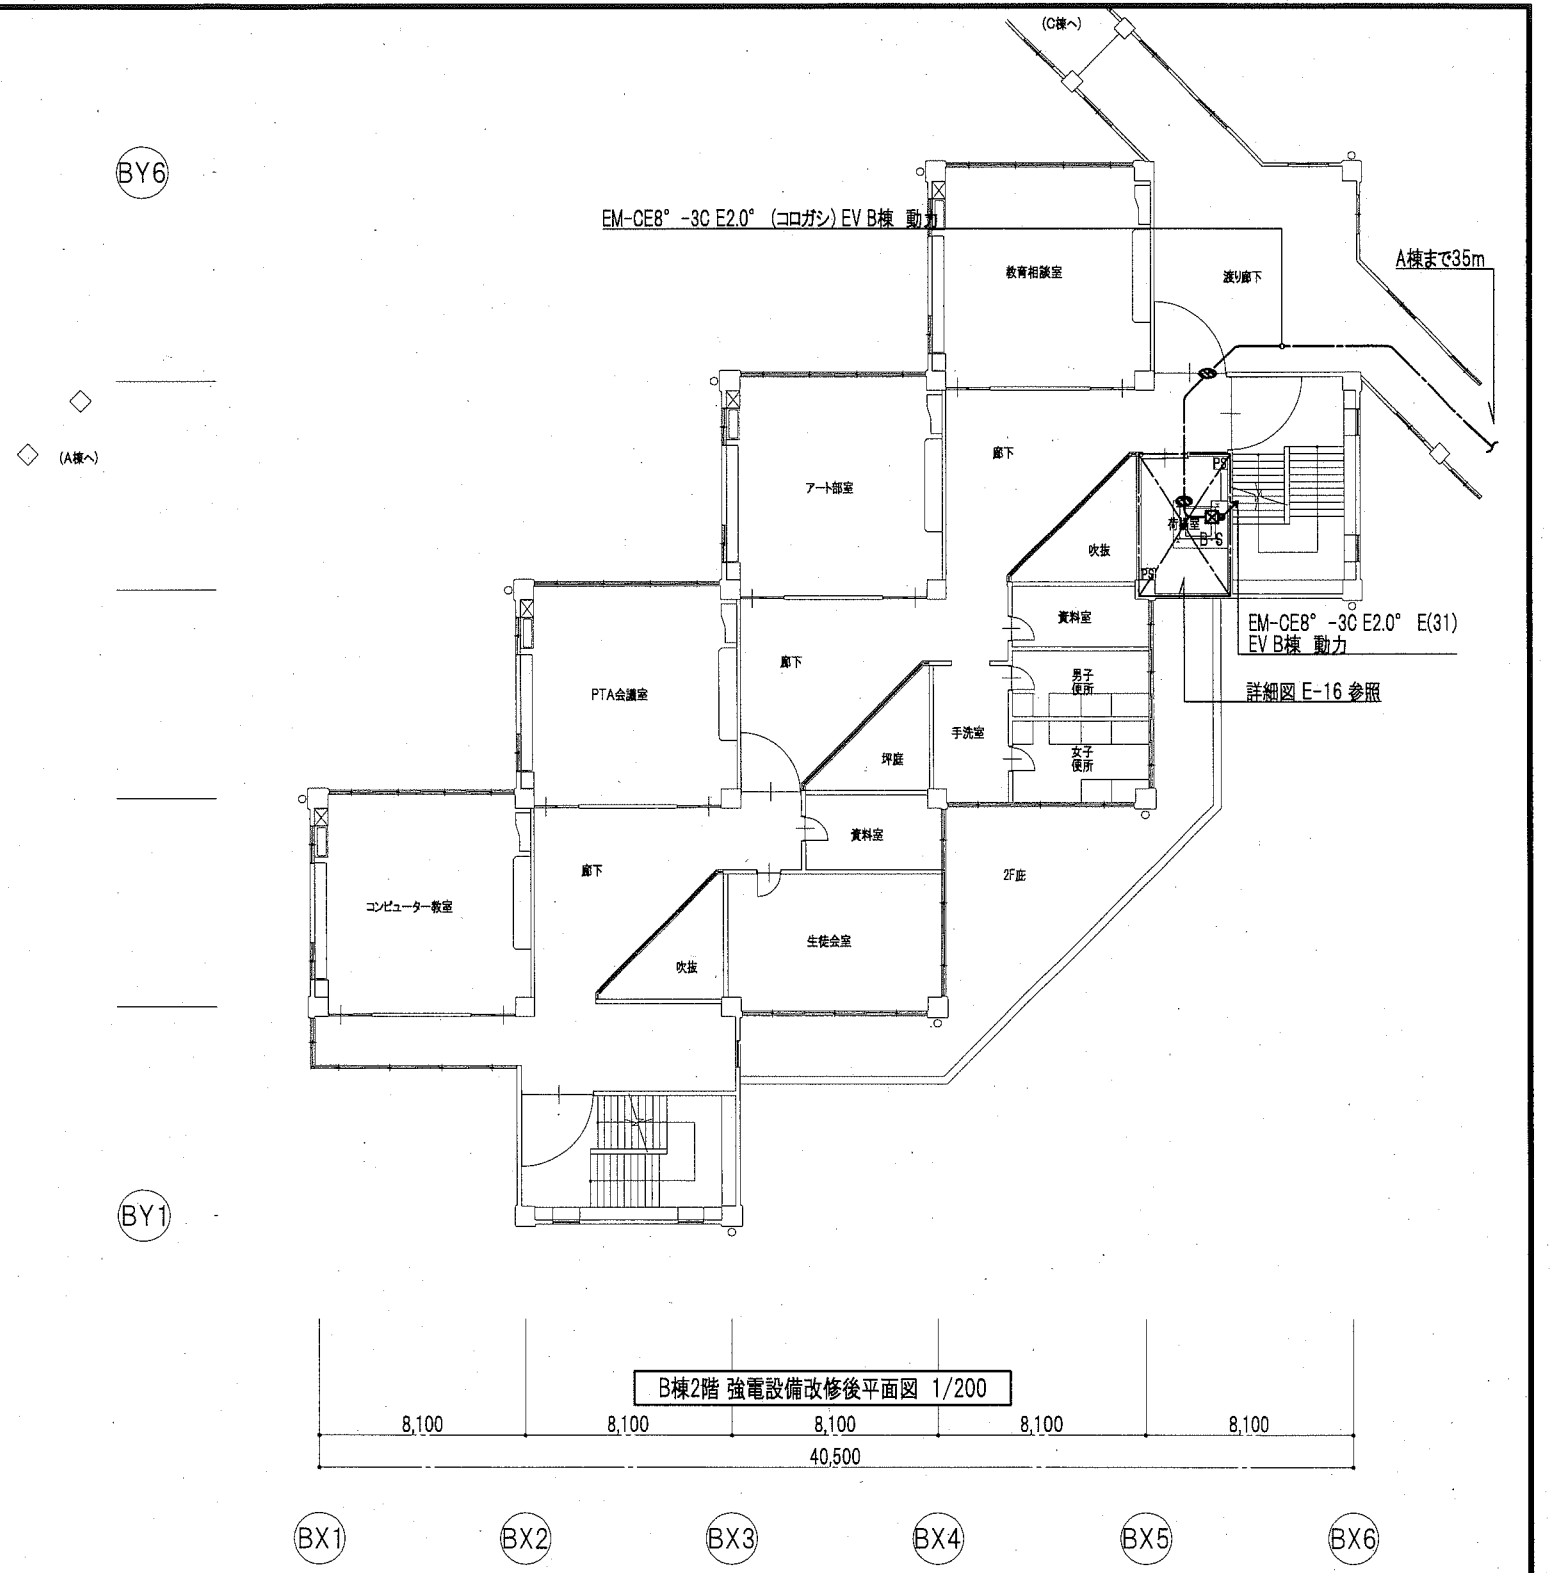 (C棟へ)
BY6
EM-CE8° -3C E2.0° (コロガシ) EV B棟 動力
A棟まで35m
教育相談室
渡り廊下
(A棟へ)
廊下
アート部室
PS
吹抜
B-S
PS
資料室
EM-CE8° -3C E2.0° E(31)
EV B棟 動力
廊下
男子
便所
詳細図 E-16 参照
PTA会議室
手洗室
坪庭
女子
便所
資料室
廊下
2F庇
コンピューター教室
生徒会室
吹抜
BY1
B棟2階 強電設備改修後平面図 1/200
8,100
8,100
8,100
8,100
8,100
40,500
BX1
BX2
BX3
BX4
BX5
BX6